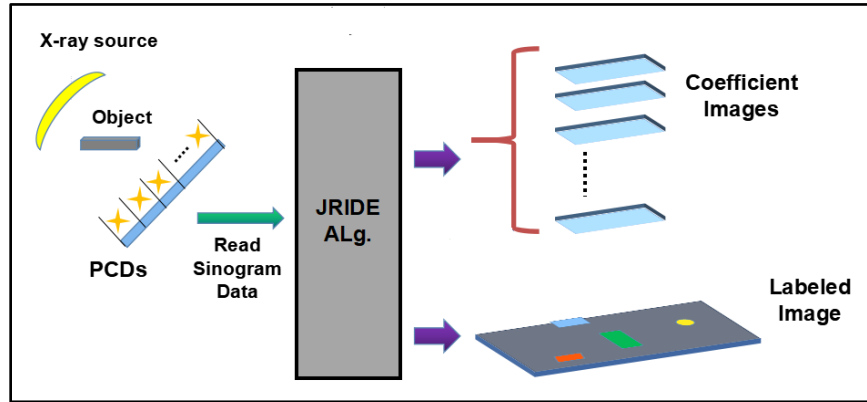 X-ray source
Object
PCDs
Read
Sinogram
Data
JRIDE
ALg.
Coefficient
Images
Labeled
Image